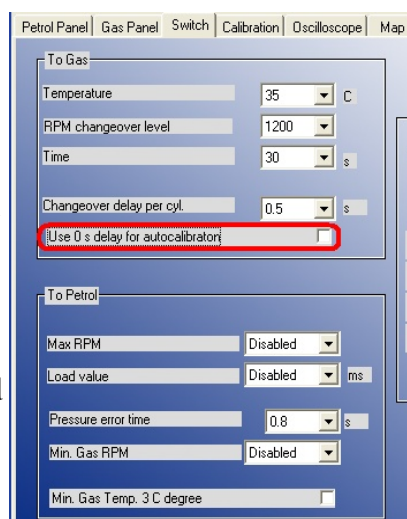 Petrol Panel Gas Panel Switch Calibration Oscilloscope Map
To Gas
Temperature 35 C
RPM changeover level 1200
Time 30 s
Changeover delay per cyl. 0.5 s
Use 0 s delay for autocalibraton
To Petrol
Max RPM Disabled
Load value Disabled ms
Pressure error time 0.8 s
Min. Gas RPM Disabled
Min. Gas Temp. 3 C degree